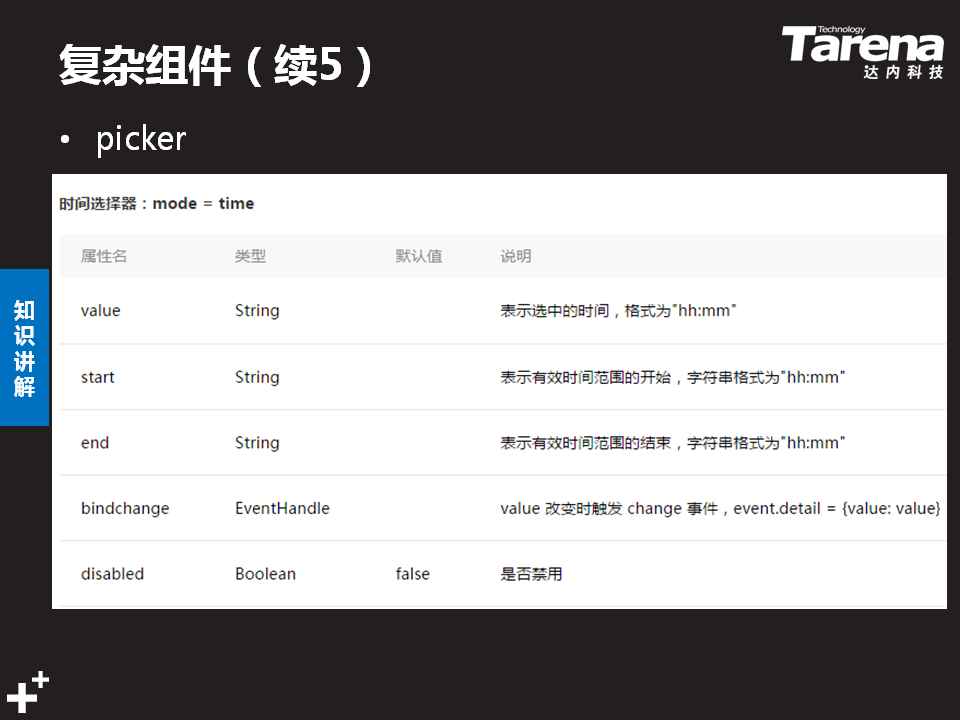 复杂组件（续5）
Technology
Tarena
达内科技
• picker
时间选择器：mode = time
属性名 类型 默认值 说明
value String 表示选中的时间，格式为"hh:mm"
start String 表示有效时间范围的开始，字符串格式为"hh:mm"
end String 表示有效时间范围的结束，字符串格式为"hh:mm"
bindchange EventHandle value 改变时触发 change 事件，event.detail = {value: value}
disabled Boolean false 是否禁用
知识讲解